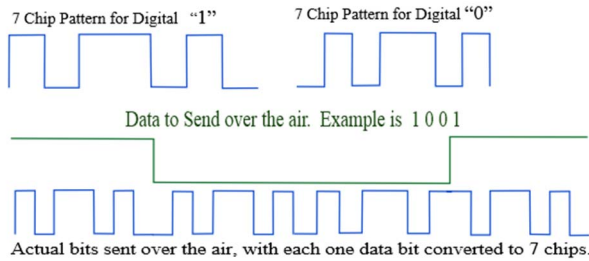 7 Chip Pattern for Digital “1”
7 Chip Pattern for Digital “0”
Data to Send over the air. Example is 1 0 0 1
Actual bits sent over the air, with each one data bit converted to 7 chips.